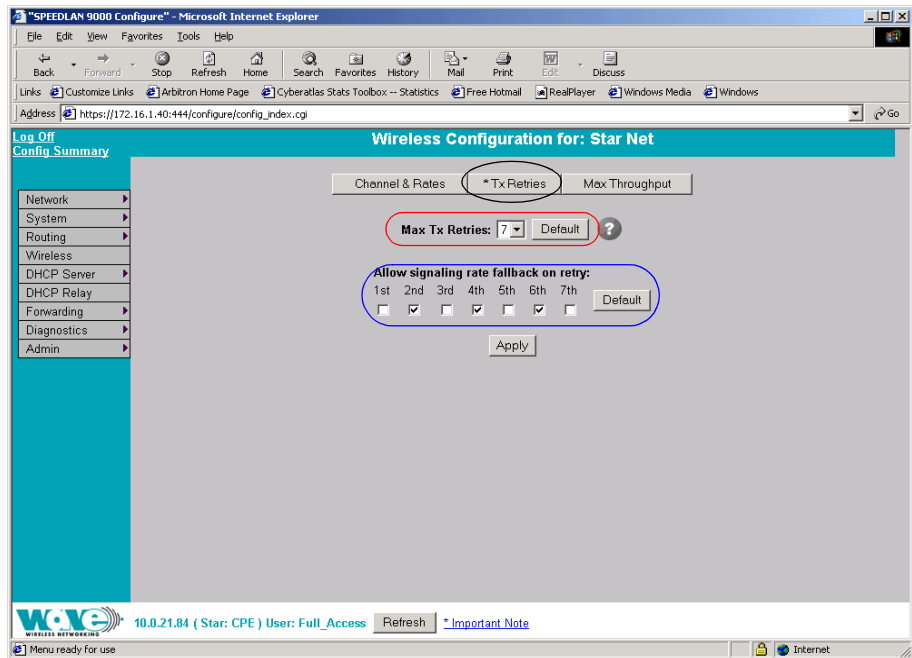 "SPEEDLAN 9000 Configure" - Microsoft Internet Explorer
File Edit View Favorites Tools Help
Back Forward Stop Refresh Home Search Favorites History Mail Print Edit Discuss
Links Customize Links Arbitron Home Page Cyberatlas Stats Toolbox -- Statistics Free Hotmail RealPlayer Windows Media Windows
Address https://172.16.1.40:444/configure/config_index.cgi Go
Log Off
Config Summary
Wireless Configuration for: Star Net
Channel & Rates * Tx Retries Max Throughput
Network
System
Routing
Wireless
DHCP Server
DHCP Relay
Forwarding
Diagnostics
Admin
Max Tx Retries: 7 Default ?
Allow signaling rate fallback on retry:
1st 2nd 3rd 4th 5th 6th 7th
Default
Apply
WAVE
WIRELESS NETWORKING
10.0.21.84 ( Star: CPE ) User: Full_Access Refresh * Important Note
Menu ready for use Internet